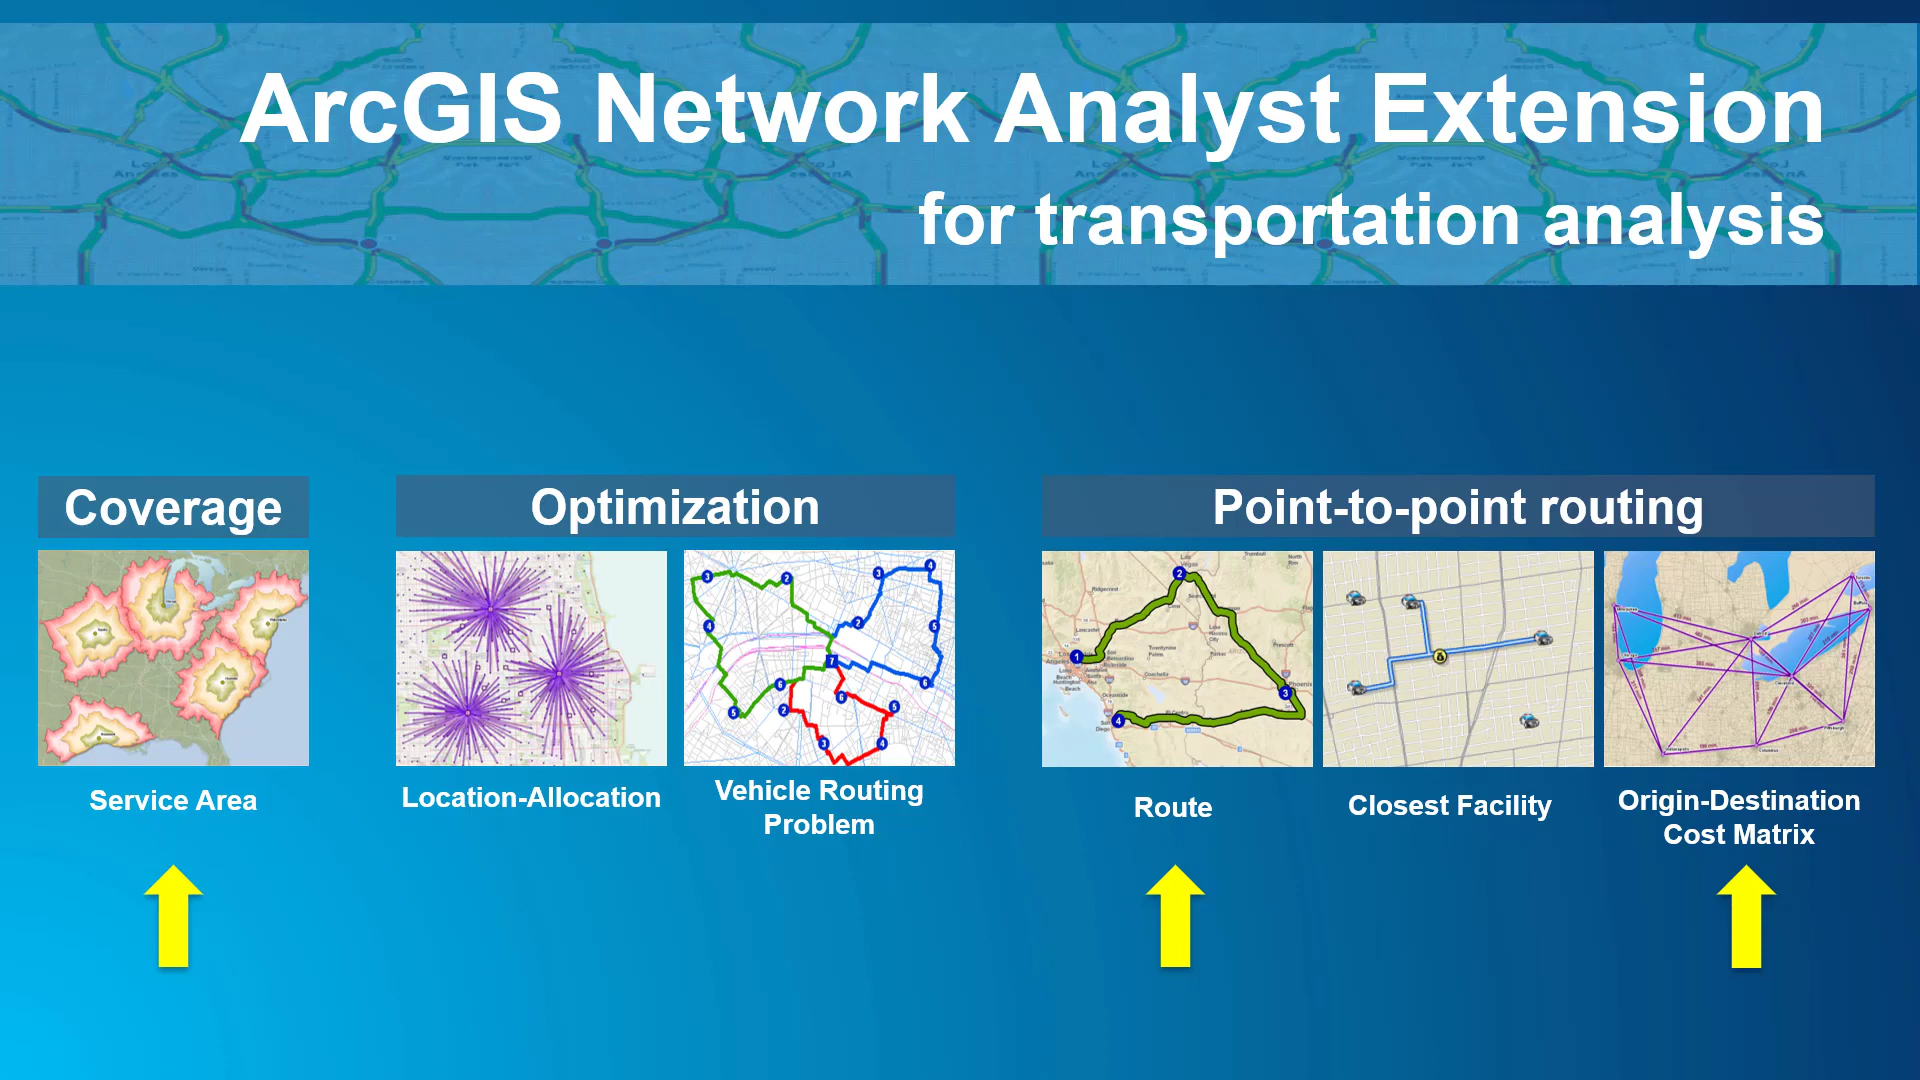 ArcGIS Network Analyst Extension
for transportation analysis
Coverage
Optimization
Point-to-point routing
Service Area
Location-Allocation
Vehicle Routing
Problem
Route
Closest Facility
Origin-Destination
Cost Matrix